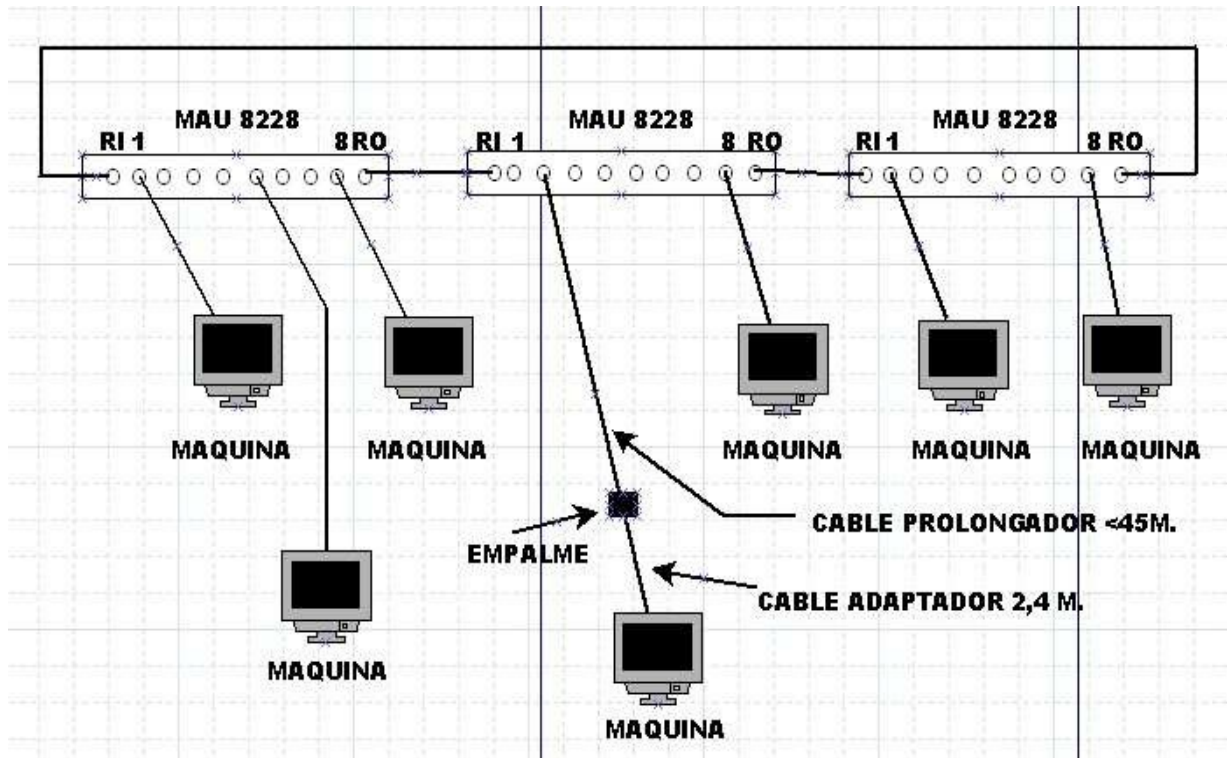 MAU 8228
RI 1
8 RO
MAU 8228
RI 1
8 RO
MAU 8228
RI 1
8 RO
MAQUINA
MAQUINA
MAQUINA
MAQUINA
MAQUINA
CABLE PROLONGADOR <45M.
EMPALME
CABLE ADAPTADOR 2,4 M.
MAQUINA
MAQUINA